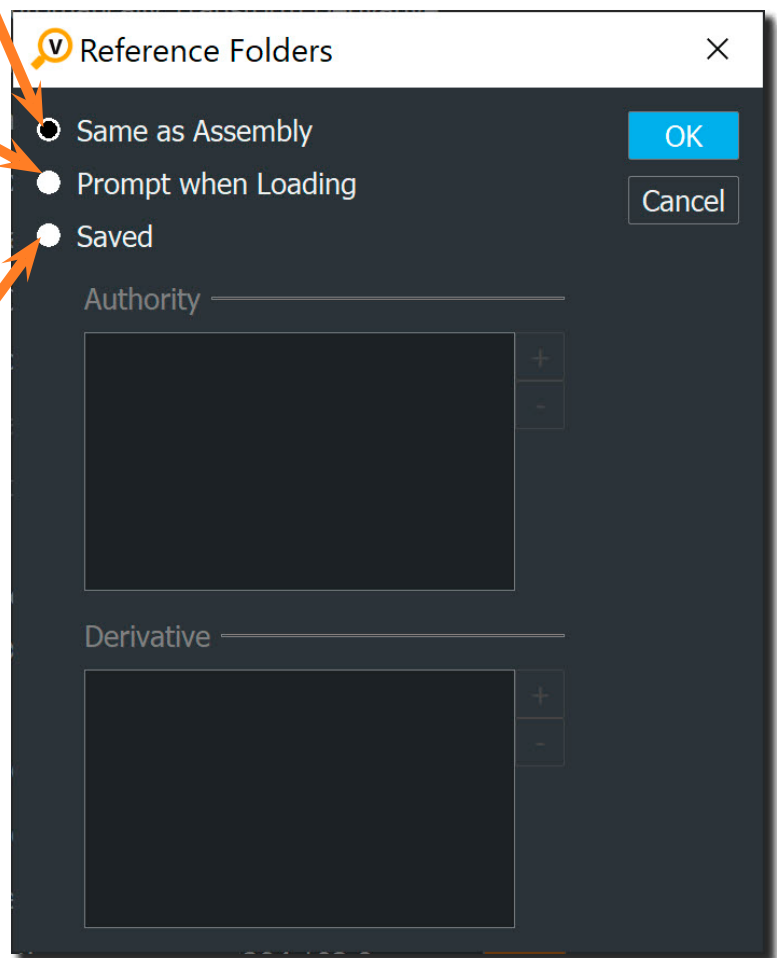 V Reference Folders
Same as Assembly
OK
Prompt when Loading
Cancel
Saved
Authority
+
-
Derivative
+
-